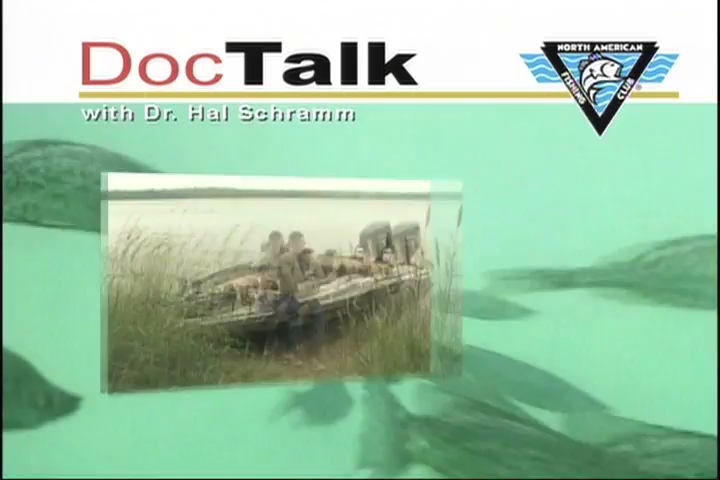 DocTalk
with Dr. Hal Schramm
NORTH AMERICAN
FISHING
CLUB